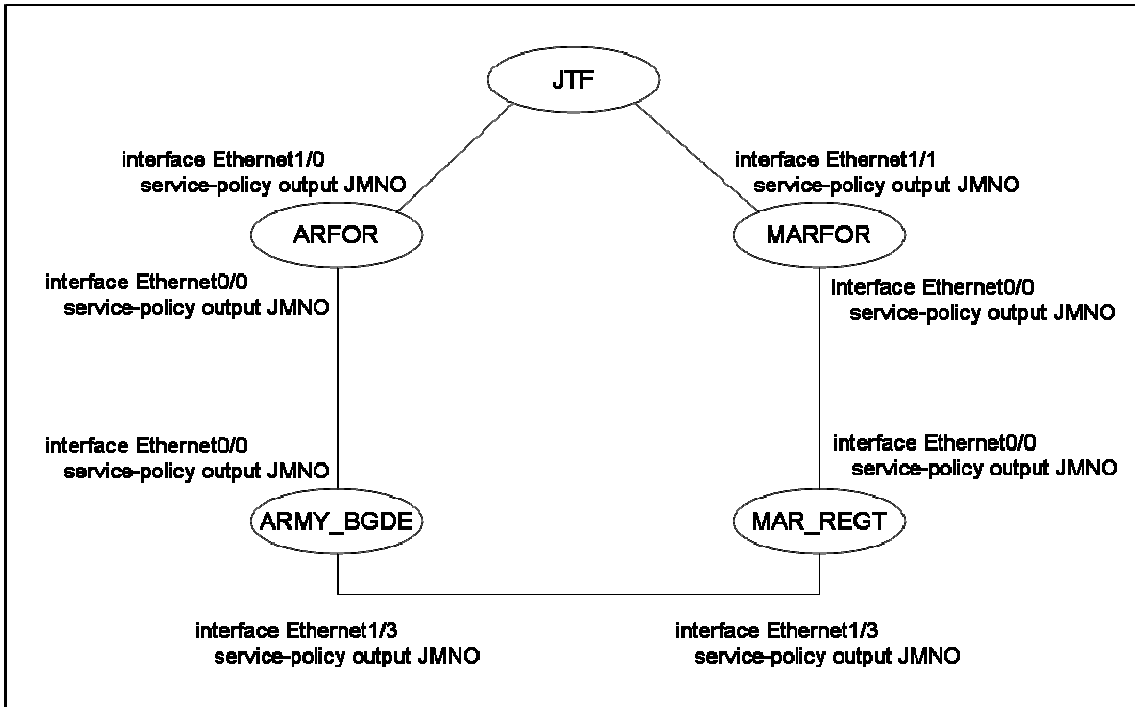 JTF
interface Ethernet1/0
service-policy output JMNO
interface Ethernet1/1
service-policy output JMNO
ARFOR
MARFOR
interface Ethernet0/0
service-policy output JMNO
interface Ethernet0/0
service-policy output JMNO
interface Ethernet0/0
service-policy output JMNO
interface Ethernet0/0
service-policy output JMNO
ARMY_BGDE
MAR_REGT
interface Ethernet1/3
service-policy output JMNO
interface Ethernet1/3
service-policy output JMNO